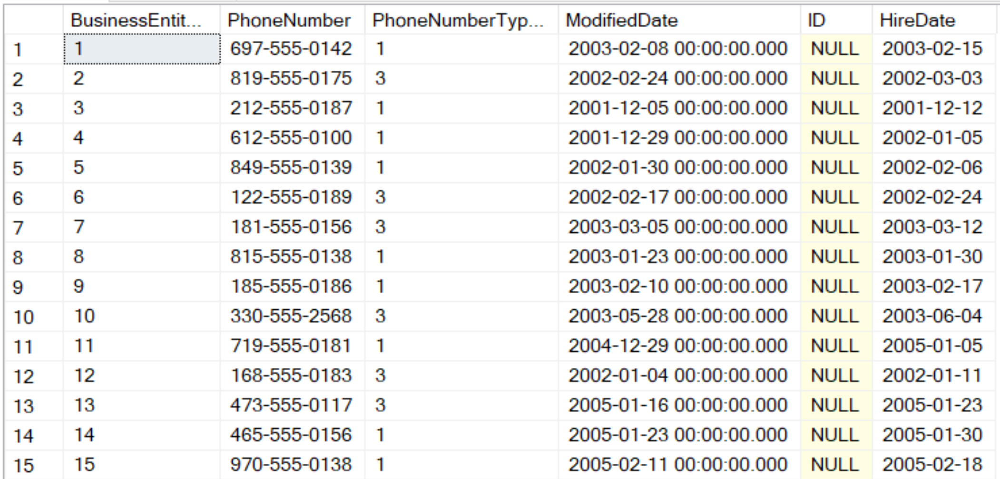 BusinessEntit... PhoneNumber PhoneNumberTyp... ModifiedDate ID HireDate
1 1 697-555-0142 1 2003-02-08 00:00:00.000 NULL 2003-02-15
2 2 819-555-0175 3 2002-02-24 00:00:00.000 NULL 2002-03-03
3 3 212-555-0187 1 2001-12-05 00:00:00.000 NULL 2001-12-12
4 4 612-555-0100 1 2001-12-29 00:00:00.000 NULL 2002-01-05
5 5 849-555-0139 1 2002-01-30 00:00:00.000 NULL 2002-02-06
6 6 122-555-0189 3 2002-02-17 00:00:00.000 NULL 2002-02-24
7 7 181-555-0156 3 2003-03-05 00:00:00.000 NULL 2003-03-12
8 8 815-555-0138 1 2003-01-23 00:00:00.000 NULL 2003-01-30
9 9 185-555-0186 1 2003-02-10 00:00:00.000 NULL 2003-02-17
10 10 330-555-2568 3 2003-05-28 00:00:00.000 NULL 2003-06-04
11 11 719-555-0181 1 2004-12-29 00:00:00.000 NULL 2005-01-05
12 12 168-555-0183 3 2002-01-04 00:00:00.000 NULL 2002-01-11
13 13 473-555-0117 3 2005-01-16 00:00:00.000 NULL 2005-01-23
14 14 465-555-0156 1 2005-01-23 00:00:00.000 NULL 2005-01-30
15 15 970-555-0138 1 2005-02-11 00:00:00.000 NULL 2005-02-18